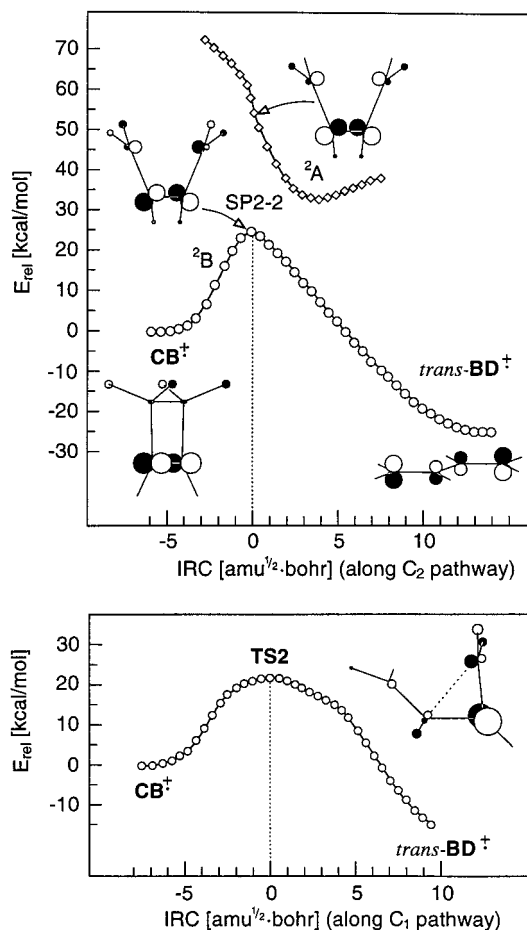 70
60
50
40
30
20
10
0
-10
-20
-30
E_rel [kcal/mol]
²A
SP2-2
²B
CB•+
trans-BD•+
-5 0 5 10
IRC [amu^1/2·bohr] (along C₂ pathway)
30
20
10
0
-10
E_rel [kcal/mol]
TS2
CB•+
trans-BD•+
-5 0 5 10
IRC [amu^1/2·bohr] (along C₁ pathway)